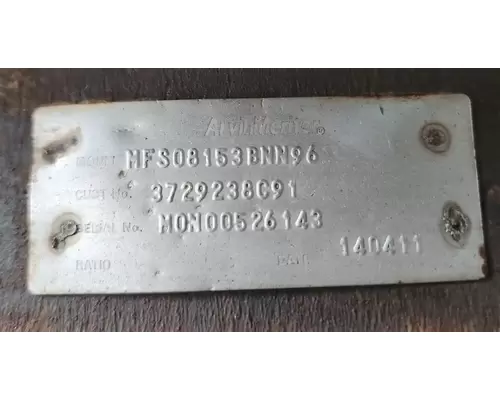 ArvinMeritor®
MODEL MFS08153BNN96
CUST. No. 3729238C91
SERIAL No. MON00526143
RATIO DATE 140411